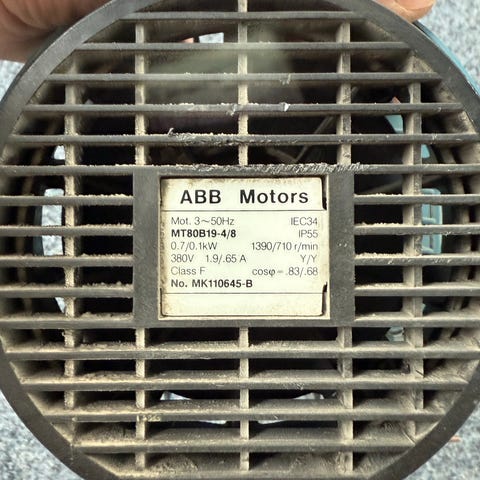 ABB Motors
Mot. 3~50Hz IEC34
MT80B19-4/8 IP55
0.7/0.1kW 1390/710 r/min
380V 1.9/.65 A Y/Y
Class F cosφ = .83/.68
No. MK110645-B